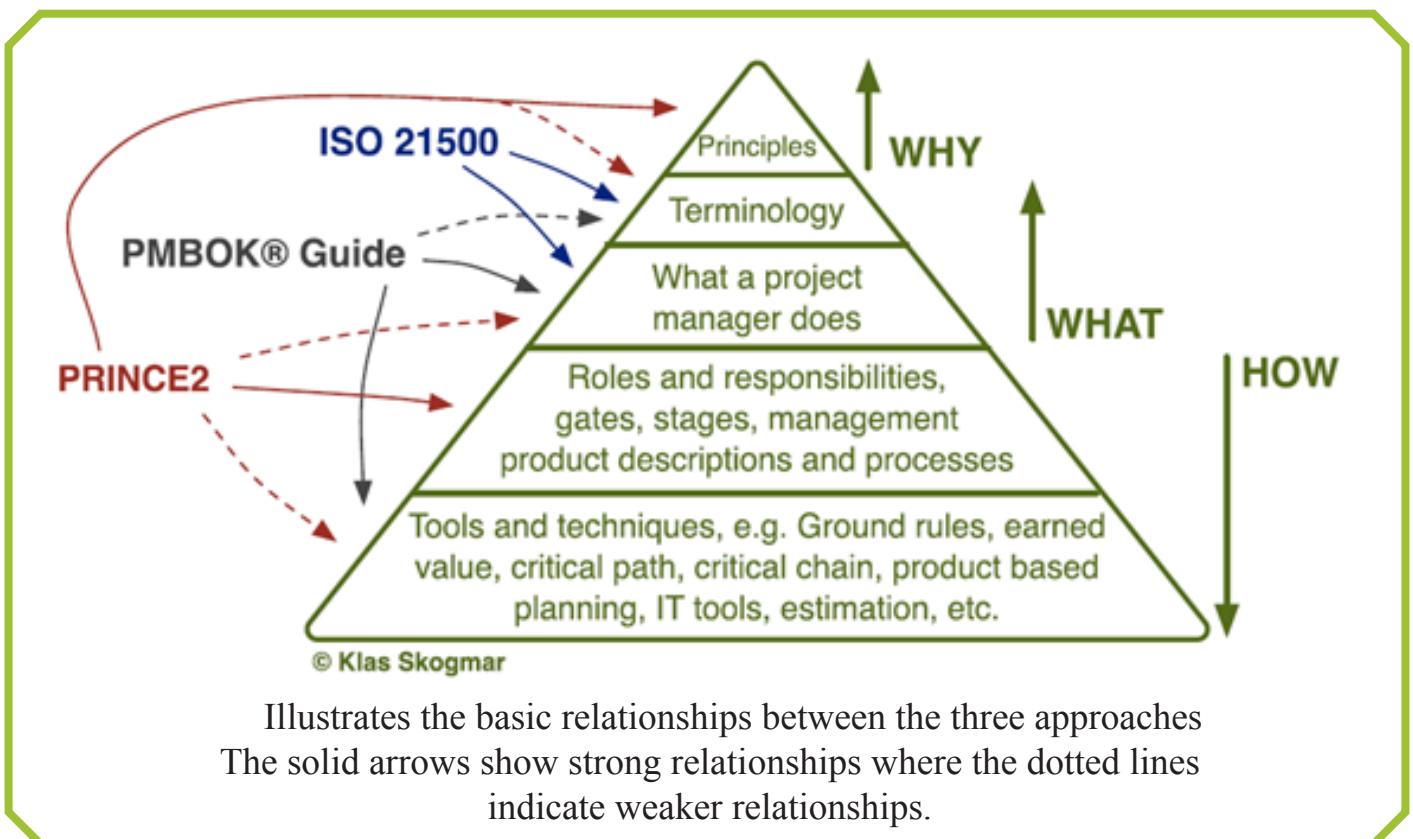 Principles
WHY
ISO 21500
Terminology
PMBOK® Guide
What a project
manager does
WHAT
PRINCE2
Roles and responsibilities,
gates, stages, management
product descriptions and processes
HOW
Tools and techniques, e.g. Ground rules, earned
value, critical path, critical chain, product based
planning, IT tools, estimation, etc.
© Klas Skogmar
Illustrates the basic relationships between the three approaches
The solid arrows show strong relationships where the dotted lines
indicate weaker relationships.